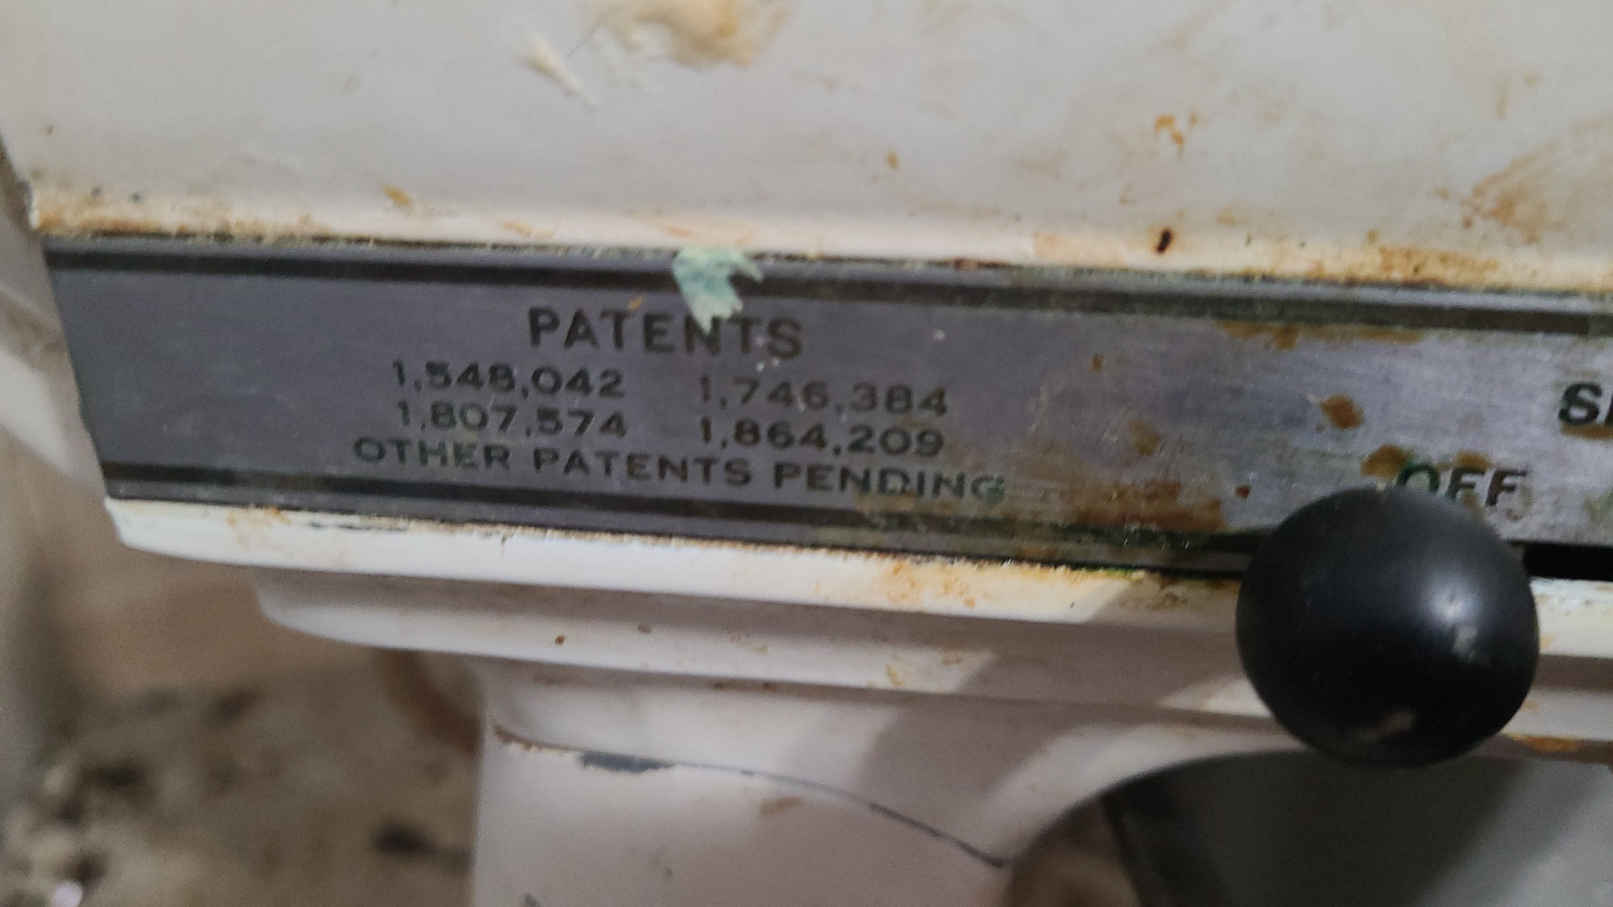 PATENTS
1,548,042 1,746,384
1,807,574 1,864,209
OTHER PATENTS PENDING
OFF